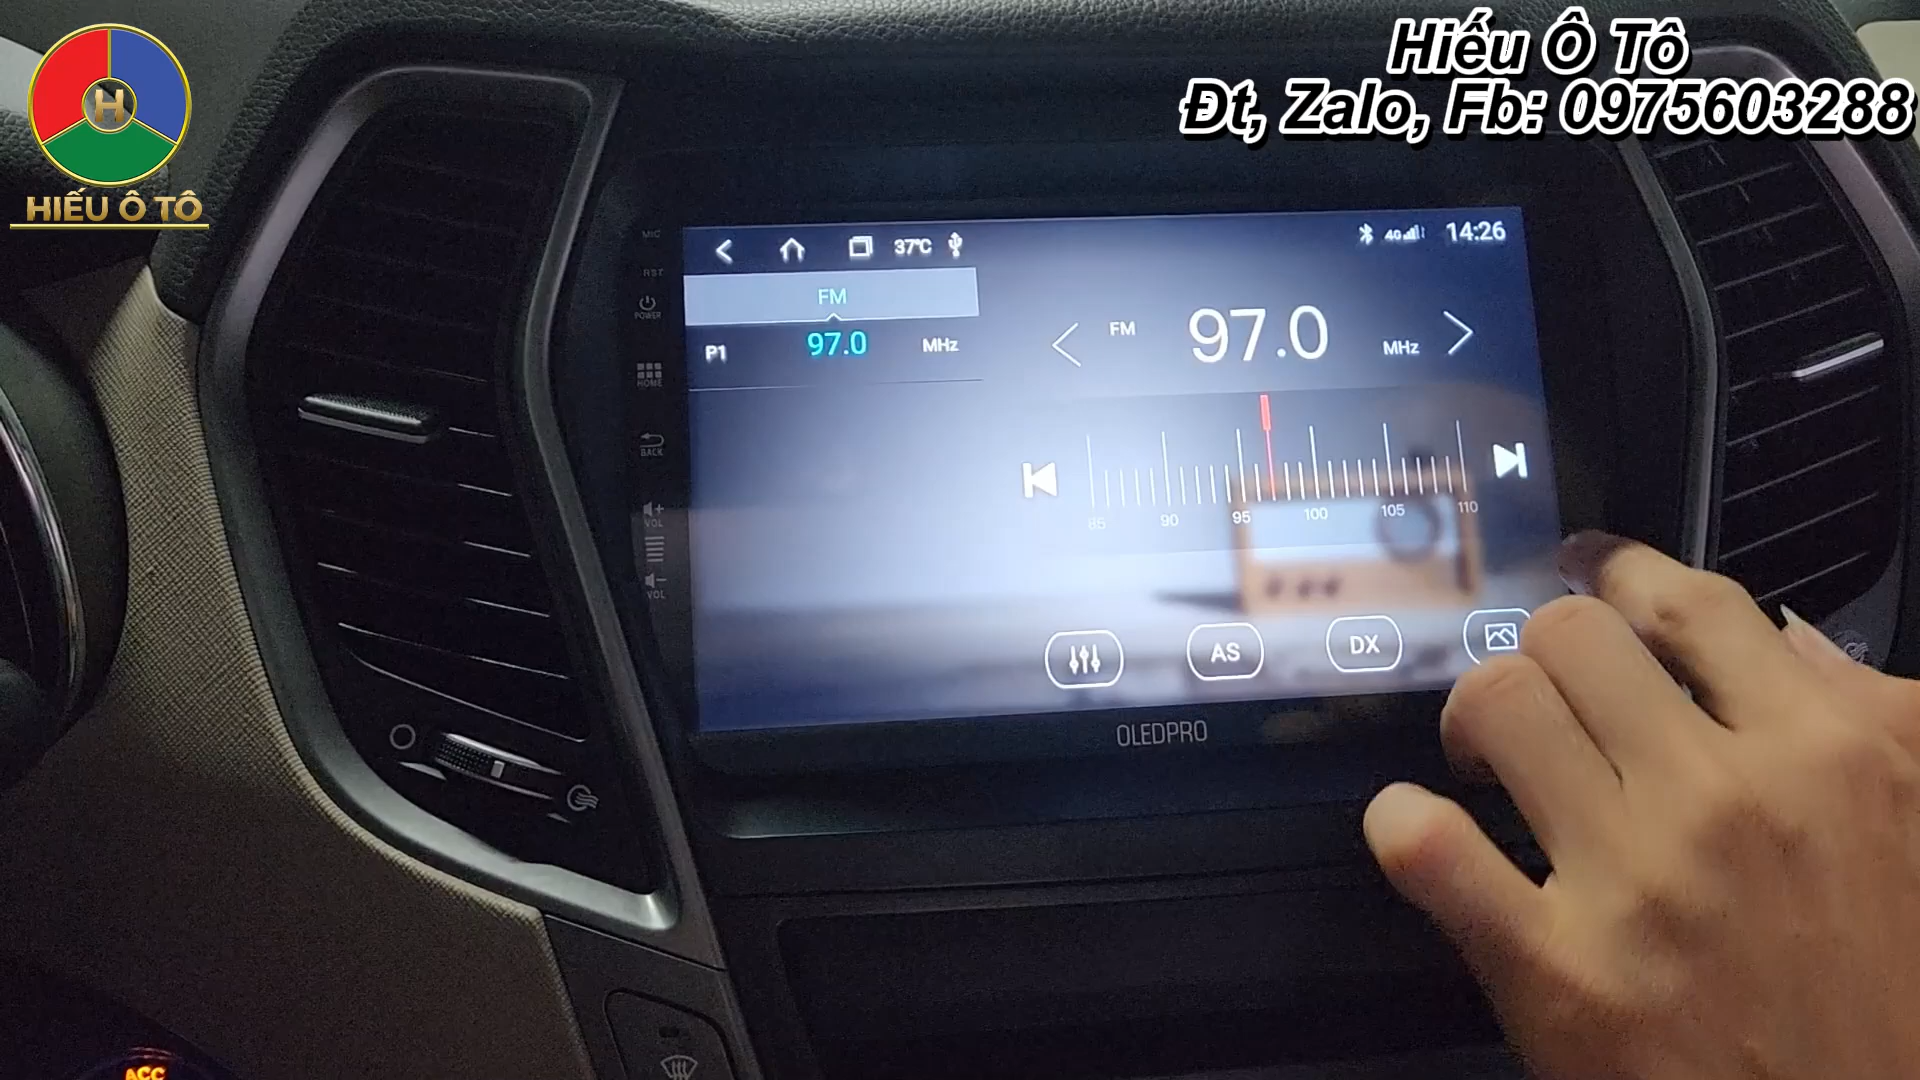 Hiếu Ô Tô
Đt, Zalo, Fb: 0975603288
H
HIẾU Ô TÔ
MIC
RST
POWER
HOME
BACK
VOL
VOL
37°C
4G
14:26
FM
P1 97.0 MHz
FM 97.0 MHz
85 90 95 100 105 110
AS
DX
OLEDPRO
ACC